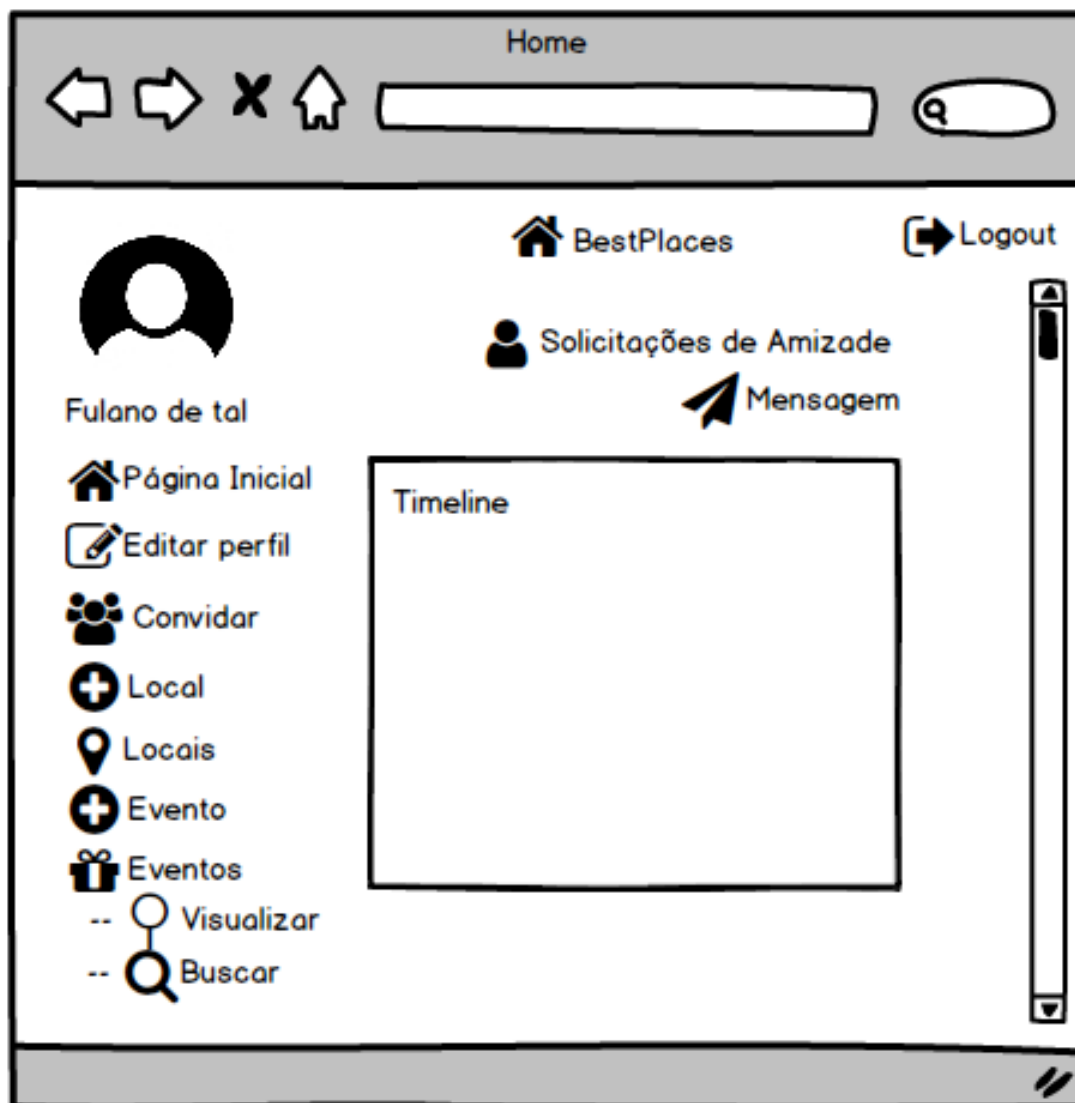 Home
BestPlaces
Logout
Solicitações de Amizade
Mensagem
Fulano de tal
Página Inicial
Editar perfil
Convidar
Local
Locais
Evento
Eventos
-- Visualizar
-- Buscar
Timeline